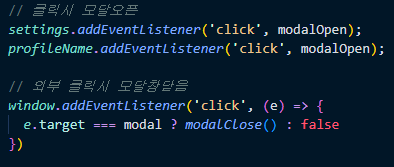 // 클릭시 모달오픈
settings.addEventListener('click', modalOpen);
profileName.addEventListener('click', modalOpen);
// 외부 클릭시 모달창닫음
window.addEventListener('click', (e) => {
e.target === modal ? modalClose() : false
})